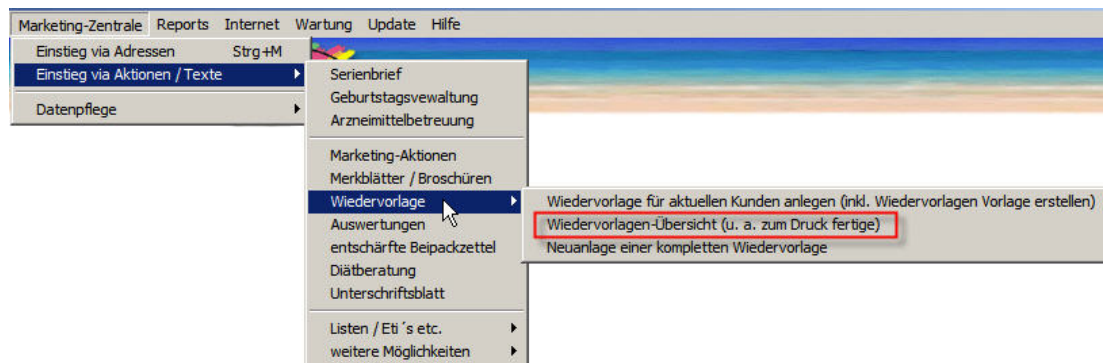 Marketing-Zentrale Reports Internet Wartung Update Hilfe
Einstieg via Adressen Strg+M
Einstieg via Aktionen / Texte
Datenpflege
Serienbrief
Geburtstagsvewaltung
Arzneimittelbetreuung
Marketing-Aktionen
Merkblätter / Broschüren
Wiedervorlage
Auswertungen
entschärfte Beipackzettel
Diätberatung
Unterschriftsblatt
Listen / Eti´s etc.
weitere Möglichkeiten
Wiedervorlage für aktuellen Kunden anlegen (inkl. Wiedervorlagen Vorlage erstellen)
Wiedervorlagen-Übersicht (u. a. zum Druck fertige)
Neuanlage einer kompletten Wiedervorlage